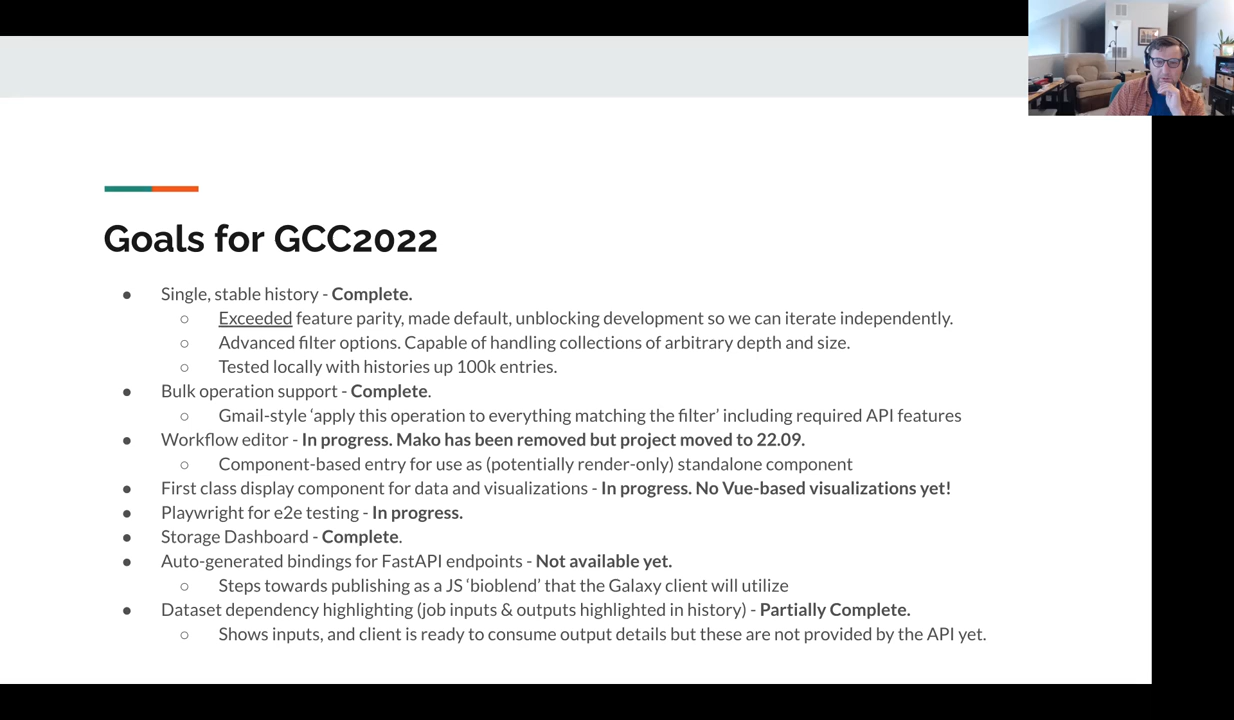 Goals for GCC2022
● Single, stable history - Complete.
○ Exceeded feature parity, made default, unblocking development so we can iterate independently.
○ Advanced filter options. Capable of handling collections of arbitrary depth and size.
○ Tested locally with histories up 100k entries.
● Bulk operation support - Complete.
○ Gmail-style ‘apply this operation to everything matching the filter’ including required API features
● Workflow editor - In progress. Mako has been removed but project moved to 22.09.
○ Component-based entry for use as (potentially render-only) standalone component
● First class display component for data and visualizations - In progress. No Vue-based visualizations yet!
● Playwright for e2e testing - In progress.
● Storage Dashboard - Complete.
● Auto-generated bindings for FastAPI endpoints - Not available yet.
○ Steps towards publishing as a JS ‘bioblend’ that the Galaxy client will utilize
● Dataset dependency highlighting (job inputs & outputs highlighted in history) - Partially Complete.
○ Shows inputs, and client is ready to consume output details but these are not provided by the API yet.